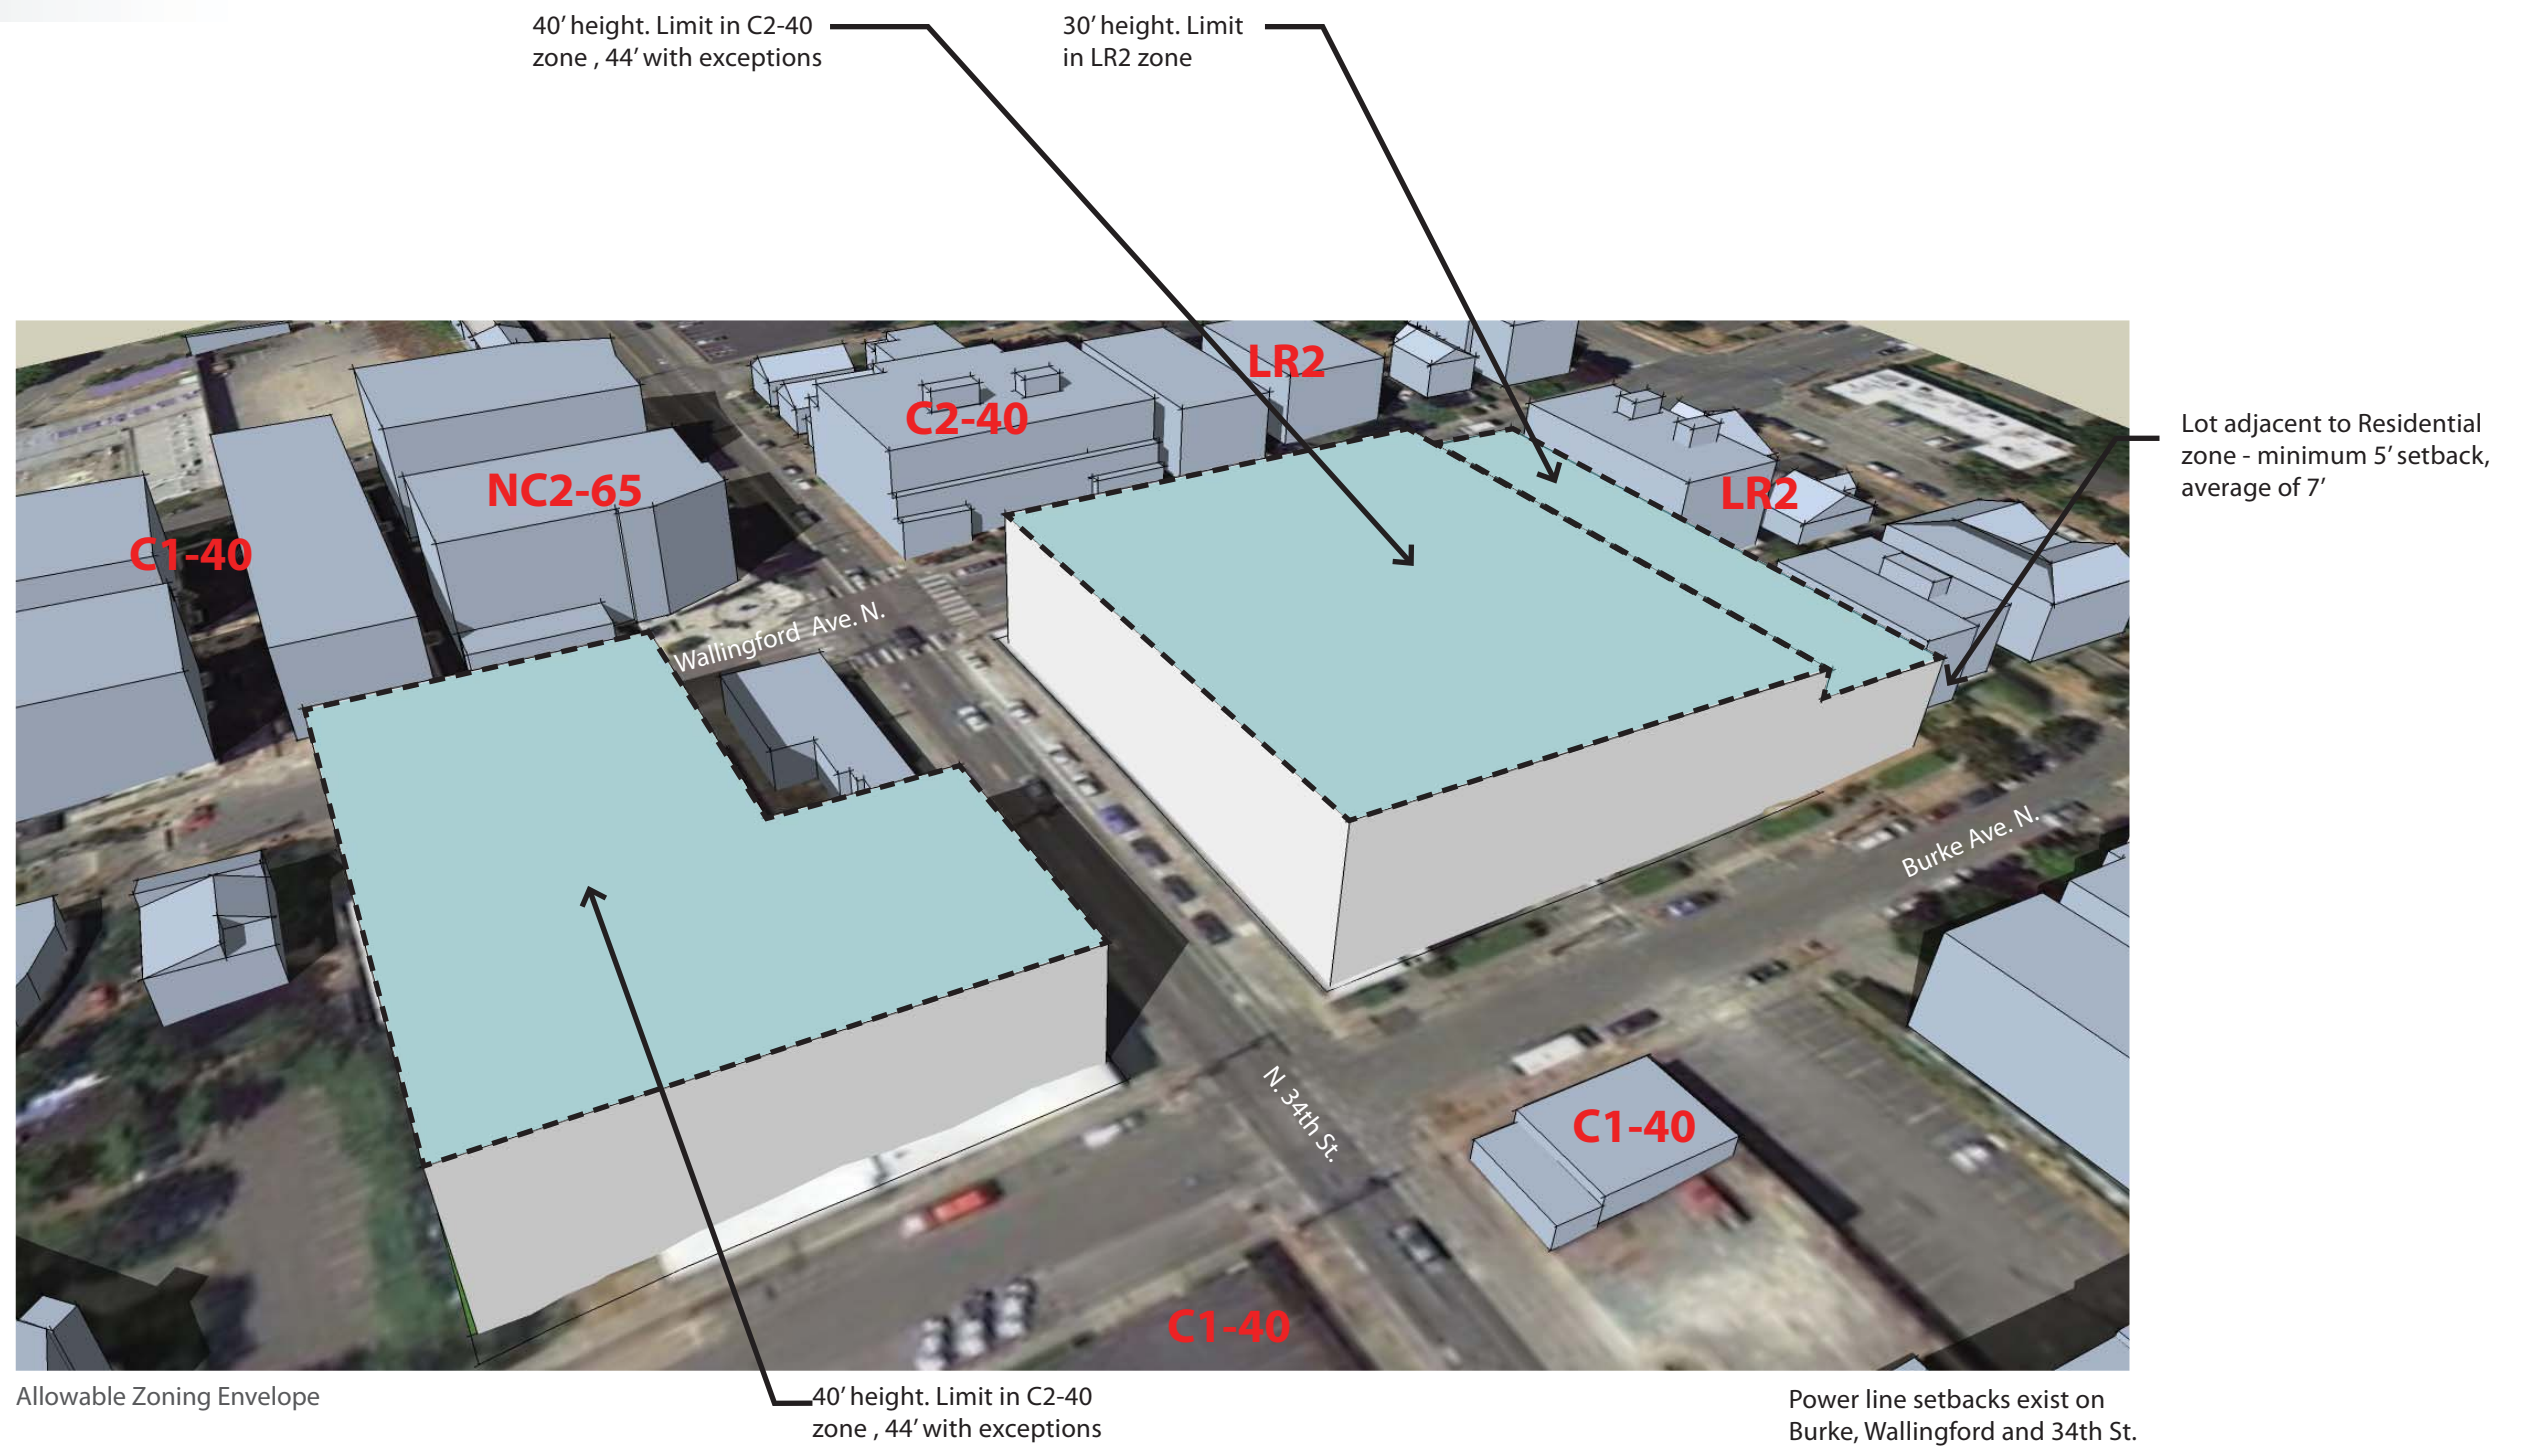 40’ height. Limit in C2-40
zone , 44’ with exceptions
30’ height. Limit
in LR2 zone
LR2
C2-40
Lot adjacent to Residential
zone - minimum 5’ setback,
average of 7’
NC2-65
LR2
C1-40
Wallingford Ave. N.
Burke Ave. N.
N. 34th St.
C1-40
C1-40
Allowable Zoning Envelope
40’ height. Limit in C2-40
zone , 44’ with exceptions
Power line setbacks exist on
Burke, Wallingford and 34th St.